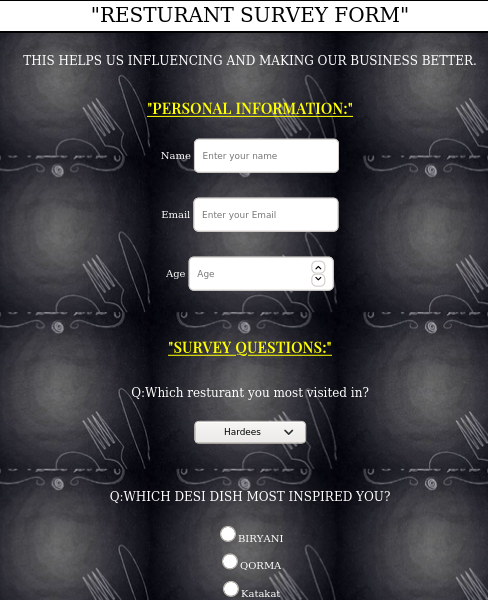 "RESTURANT SURVEY FORM"
THIS HELPS US INFLUENCING AND MAKING OUR BUSINESS BETTER.
"PERSONAL INFORMATION:"
Name Enter your name
Email Enter your Email
Age Age
"SURVEY QUESTIONS:"
Q:Which resturant you most visited in?
Hardees
Q:WHICH DESI DISH MOST INSPIRED YOU?
BIRYANI
QORMA
Katakat